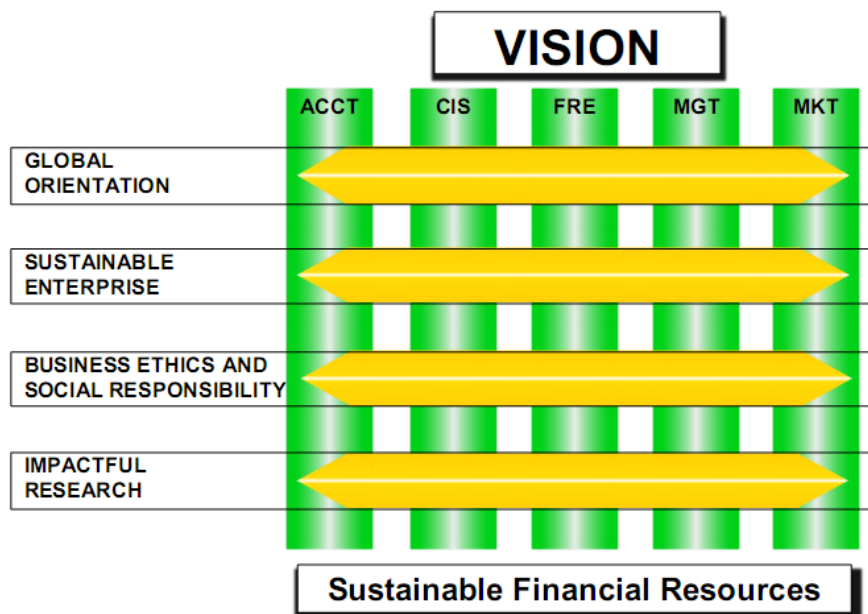 VISION
ACCT CIS FRE MGT MKT
GLOBAL
ORIENTATION
SUSTAINABLE
ENTERPRISE
BUSINESS ETHICS AND
SOCIAL RESPONSIBILITY
IMPACTFUL
RESEARCH
Sustainable Financial Resources